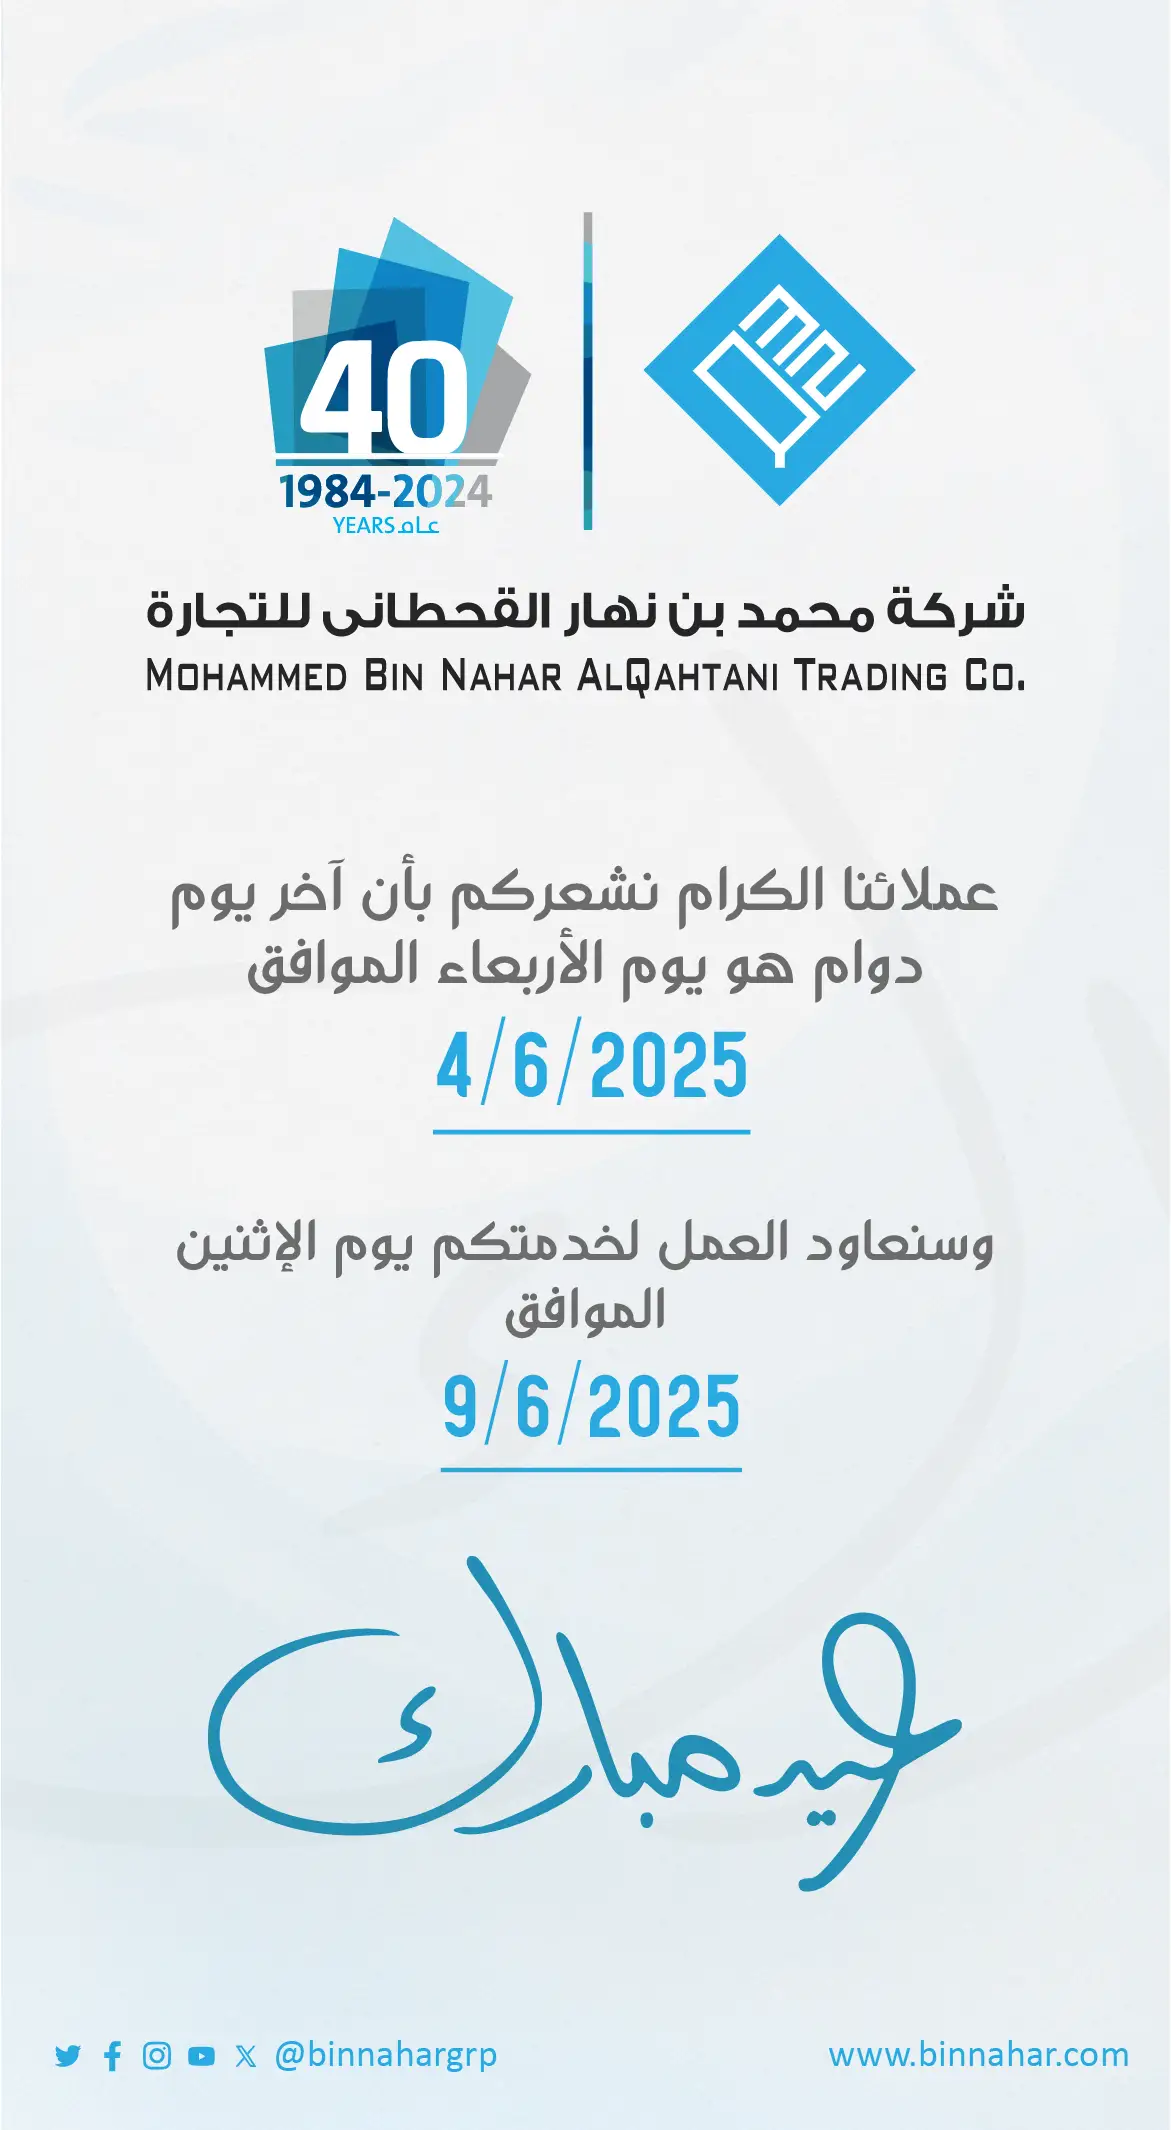 40
1984-2024
YEARS عام
شركة محمد بن نهار القحطاني للتجارة
MOHAMMED BIN NAHAR ALQAHTANI TRADING CO.
عملائنا الكرام نشعركم بأن آخر يوم
دوام هو يوم الأربعاء الموافق
4/6/2025
وسنعاود العمل لخدمتكم يوم الإثنين
الموافق
9/6/2025
عيد مبارك
@binnahargrp
www.binnahar.com